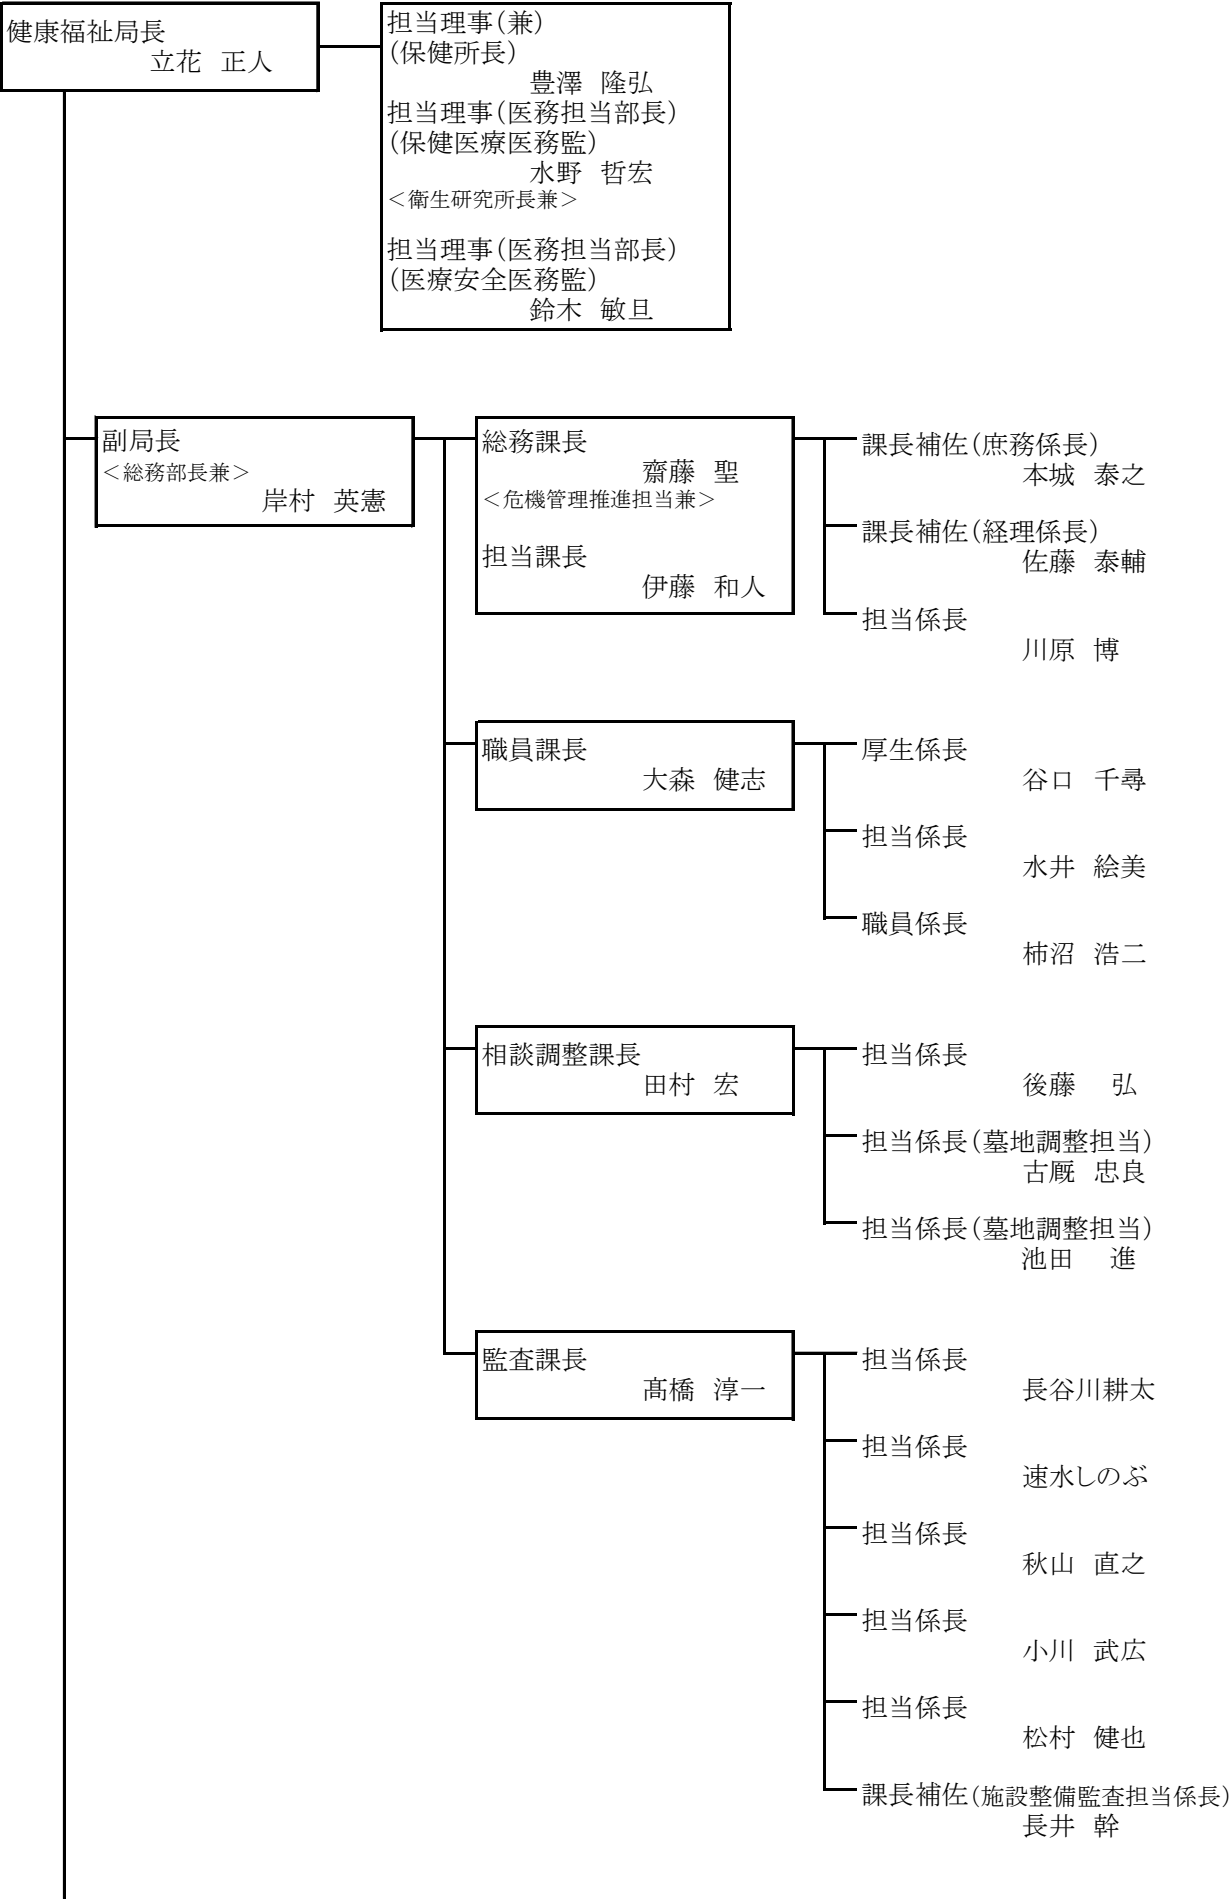 健康福祉局長
立花 正人
担当理事(兼)
(保健所長)
豊澤 隆弘
担当理事(医務担当部長)
(保健医療医務監)
水野 哲宏
＜衛生研究所長兼＞
担当理事(医務担当部長)
(医療安全医務監)
鈴木 敏旦
副局長
＜総務部長兼＞
岸村 英憲
総務課長
齋藤 聖
＜危機管理推進担当兼＞
担当課長
伊藤 和人
課長補佐(庶務係長)
本城 泰之
課長補佐(経理係長)
佐藤 泰輔
担当係長
川原 博
職員課長
大森 健志
厚生係長
谷口 千尋
担当係長
水井 絵美
職員係長
柿沼 浩二
相談調整課長
田村 宏
担当係長
後藤 弘
担当係長(墓地調整担当)
古厩 忠良
担当係長(墓地調整担当)
池田 進
監査課長
髙橋 淳一
担当係長
長谷川耕太
担当係長
速水しのぶ
担当係長
秋山 直之
担当係長
小川 武広
担当係長
松村 健也
課長補佐(施設整備監査担当係長)
長井 幹